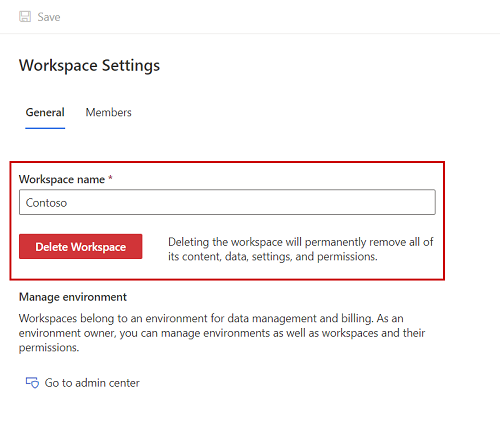 Save
Workspace Settings
General Members
Workspace name *
Contoso
Delete Workspace
Deleting the workspace will permanently remove all of
its content, data, settings, and permissions.
Manage environment
Workspaces belong to an environment for data management and billing. As an
environment owner, you can manage environments as well as workspaces and their
permissions.
Go to admin center